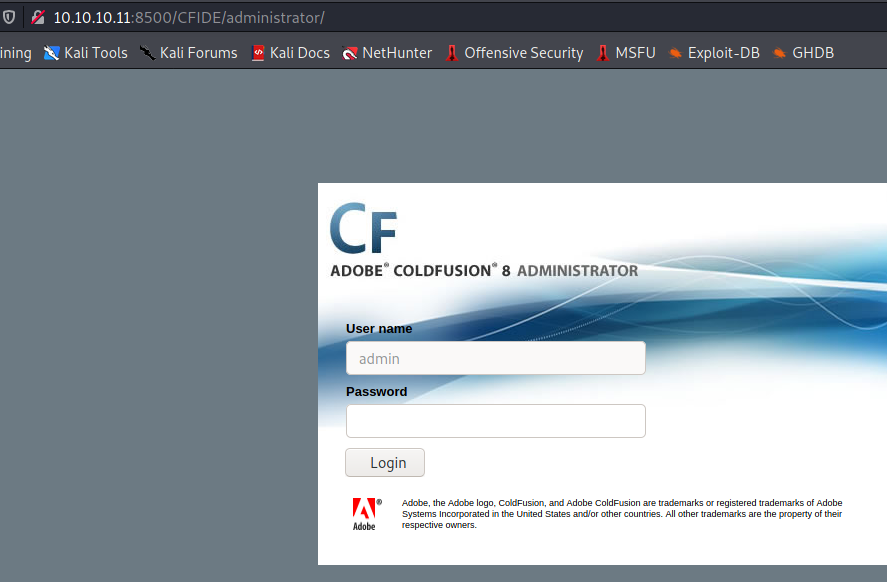 10.10.10.11:8500/CFIDE/administrator/
ining Kali Tools Kali Forums Kali Docs NetHunter Offensive Security MSFU Exploit-DB GHDB
CF
ADOBE® COLDFUSION® 8 ADMINISTRATOR
User name
admin
Password
Login
Adobe, the Adobe logo, ColdFusion, and Adobe ColdFusion are trademarks or registered trademarks of Adobe
Systems Incorporated in the United States and/or other countries. All other trademarks are the property of their
respective owners.
®
Adobe